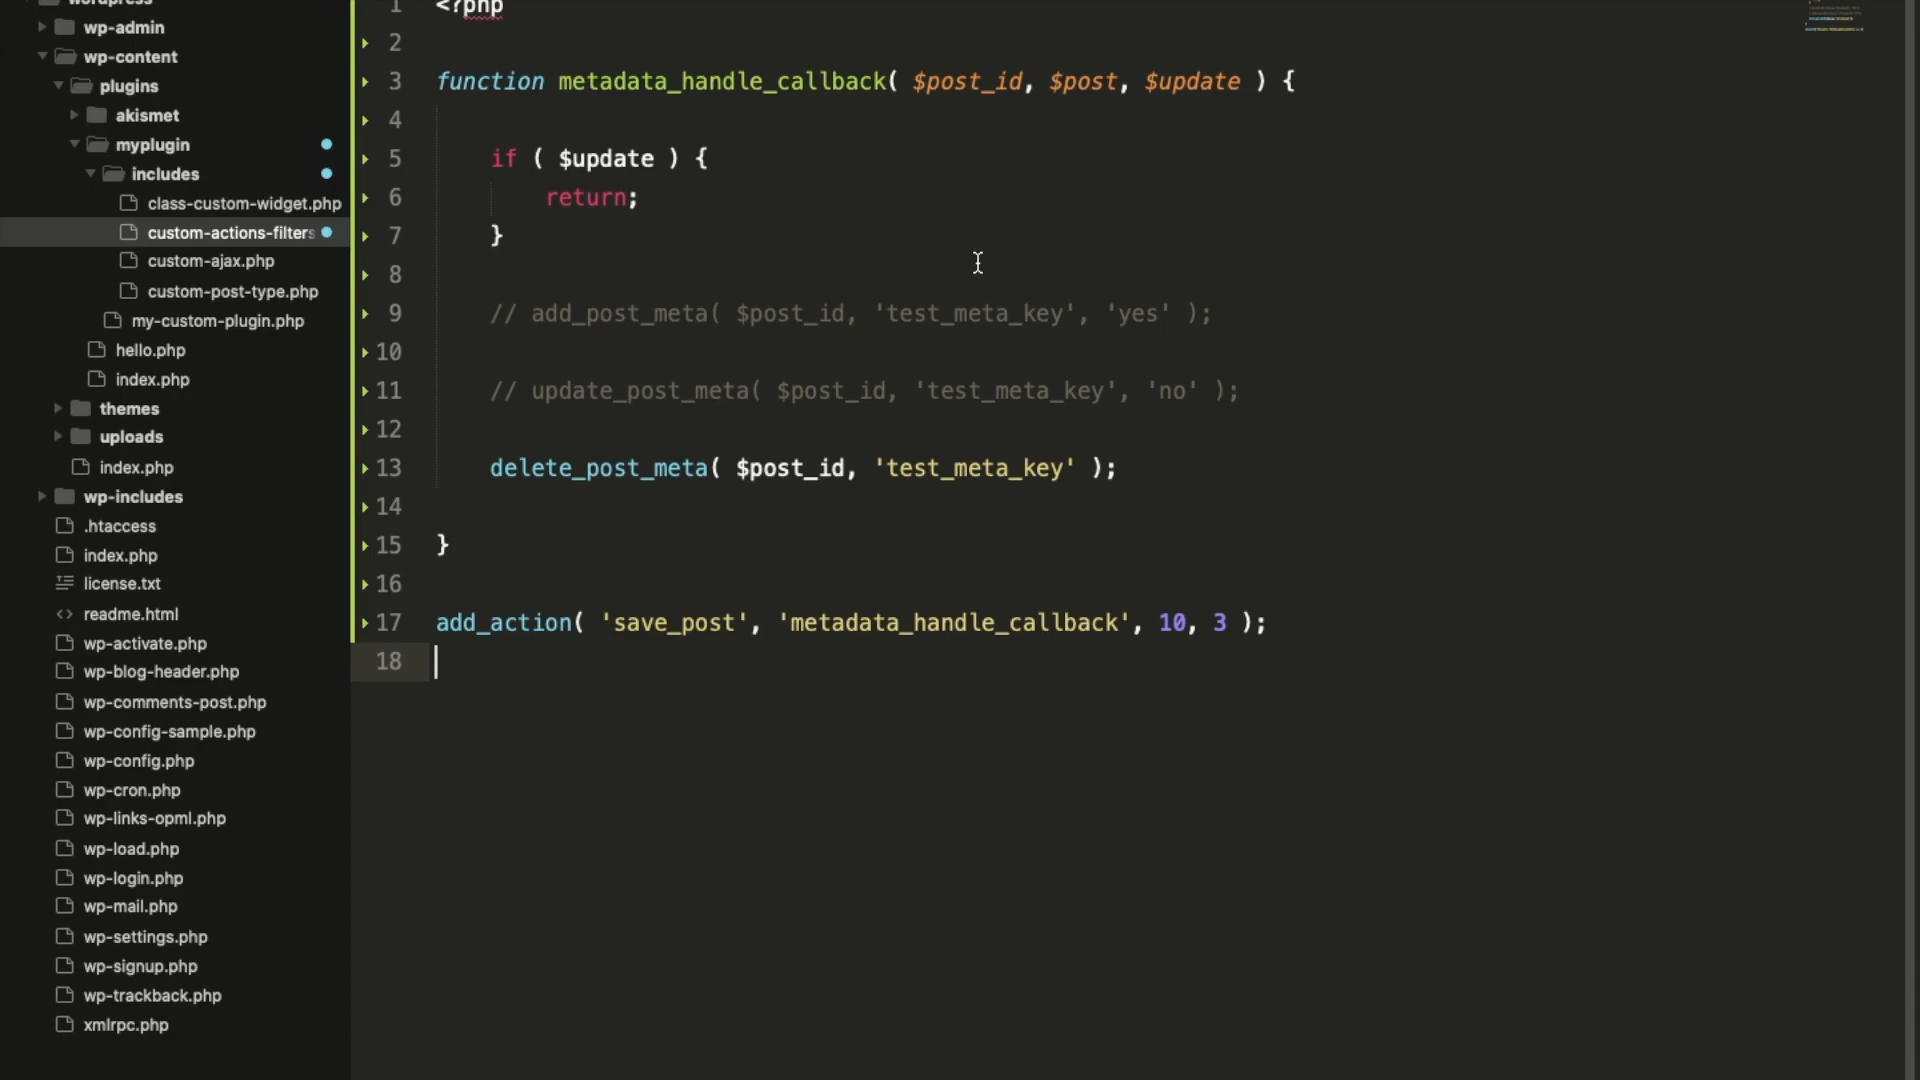 wordpress
wp-admin
wp-content
plugins
akismet
myplugin
includes
class-custom-widget.php
custom-actions-filters
custom-ajax.php
custom-post-type.php
my-custom-plugin.php
hello.php
index.php
themes
uploads
index.php
wp-includes
.htaccess
index.php
license.txt
readme.html
wp-activate.php
wp-blog-header.php
wp-comments-post.php
wp-config-sample.php
wp-config.php
wp-cron.php
wp-links-opml.php
wp-load.php
wp-login.php
wp-mail.php
wp-settings.php
wp-signup.php
wp-trackback.php
xmlrpc.php
1 <?php
2
3 function metadata_handle_callback( $post_id, $post, $update ) {
4
5 if ( $update ) {
6 return;
7 }
8
9 // add_post_meta( $post_id, 'test_meta_key', 'yes' );
10
11 // update_post_meta( $post_id, 'test_meta_key', 'no' );
12
13 delete_post_meta( $post_id, 'test_meta_key' );
14
15 }
16
17 add_action( 'save_post', 'metadata_handle_callback', 10, 3 );
18